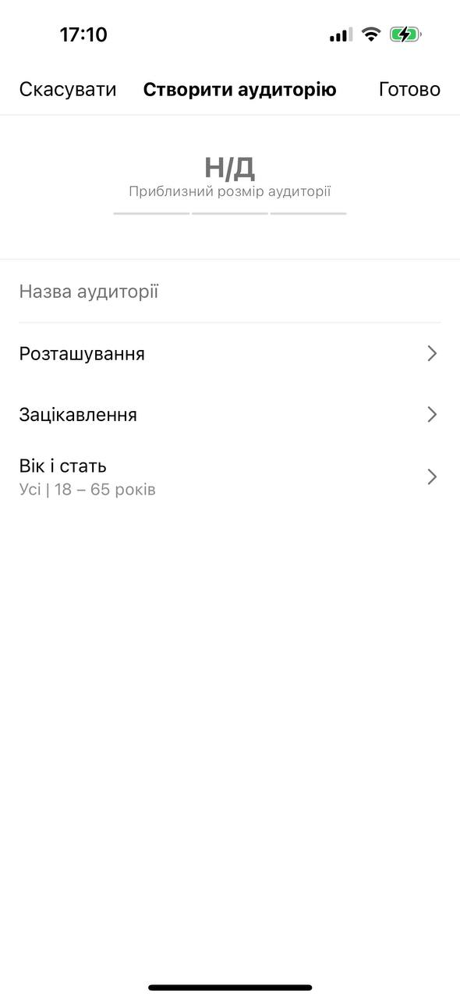 17:10
Скасувати Створити аудиторію Готово
Н/Д
Приблизний розмір аудиторії
Назва аудиторії
Розташування
Зацікавлення
Вік і стать
Усі | 18 – 65 років